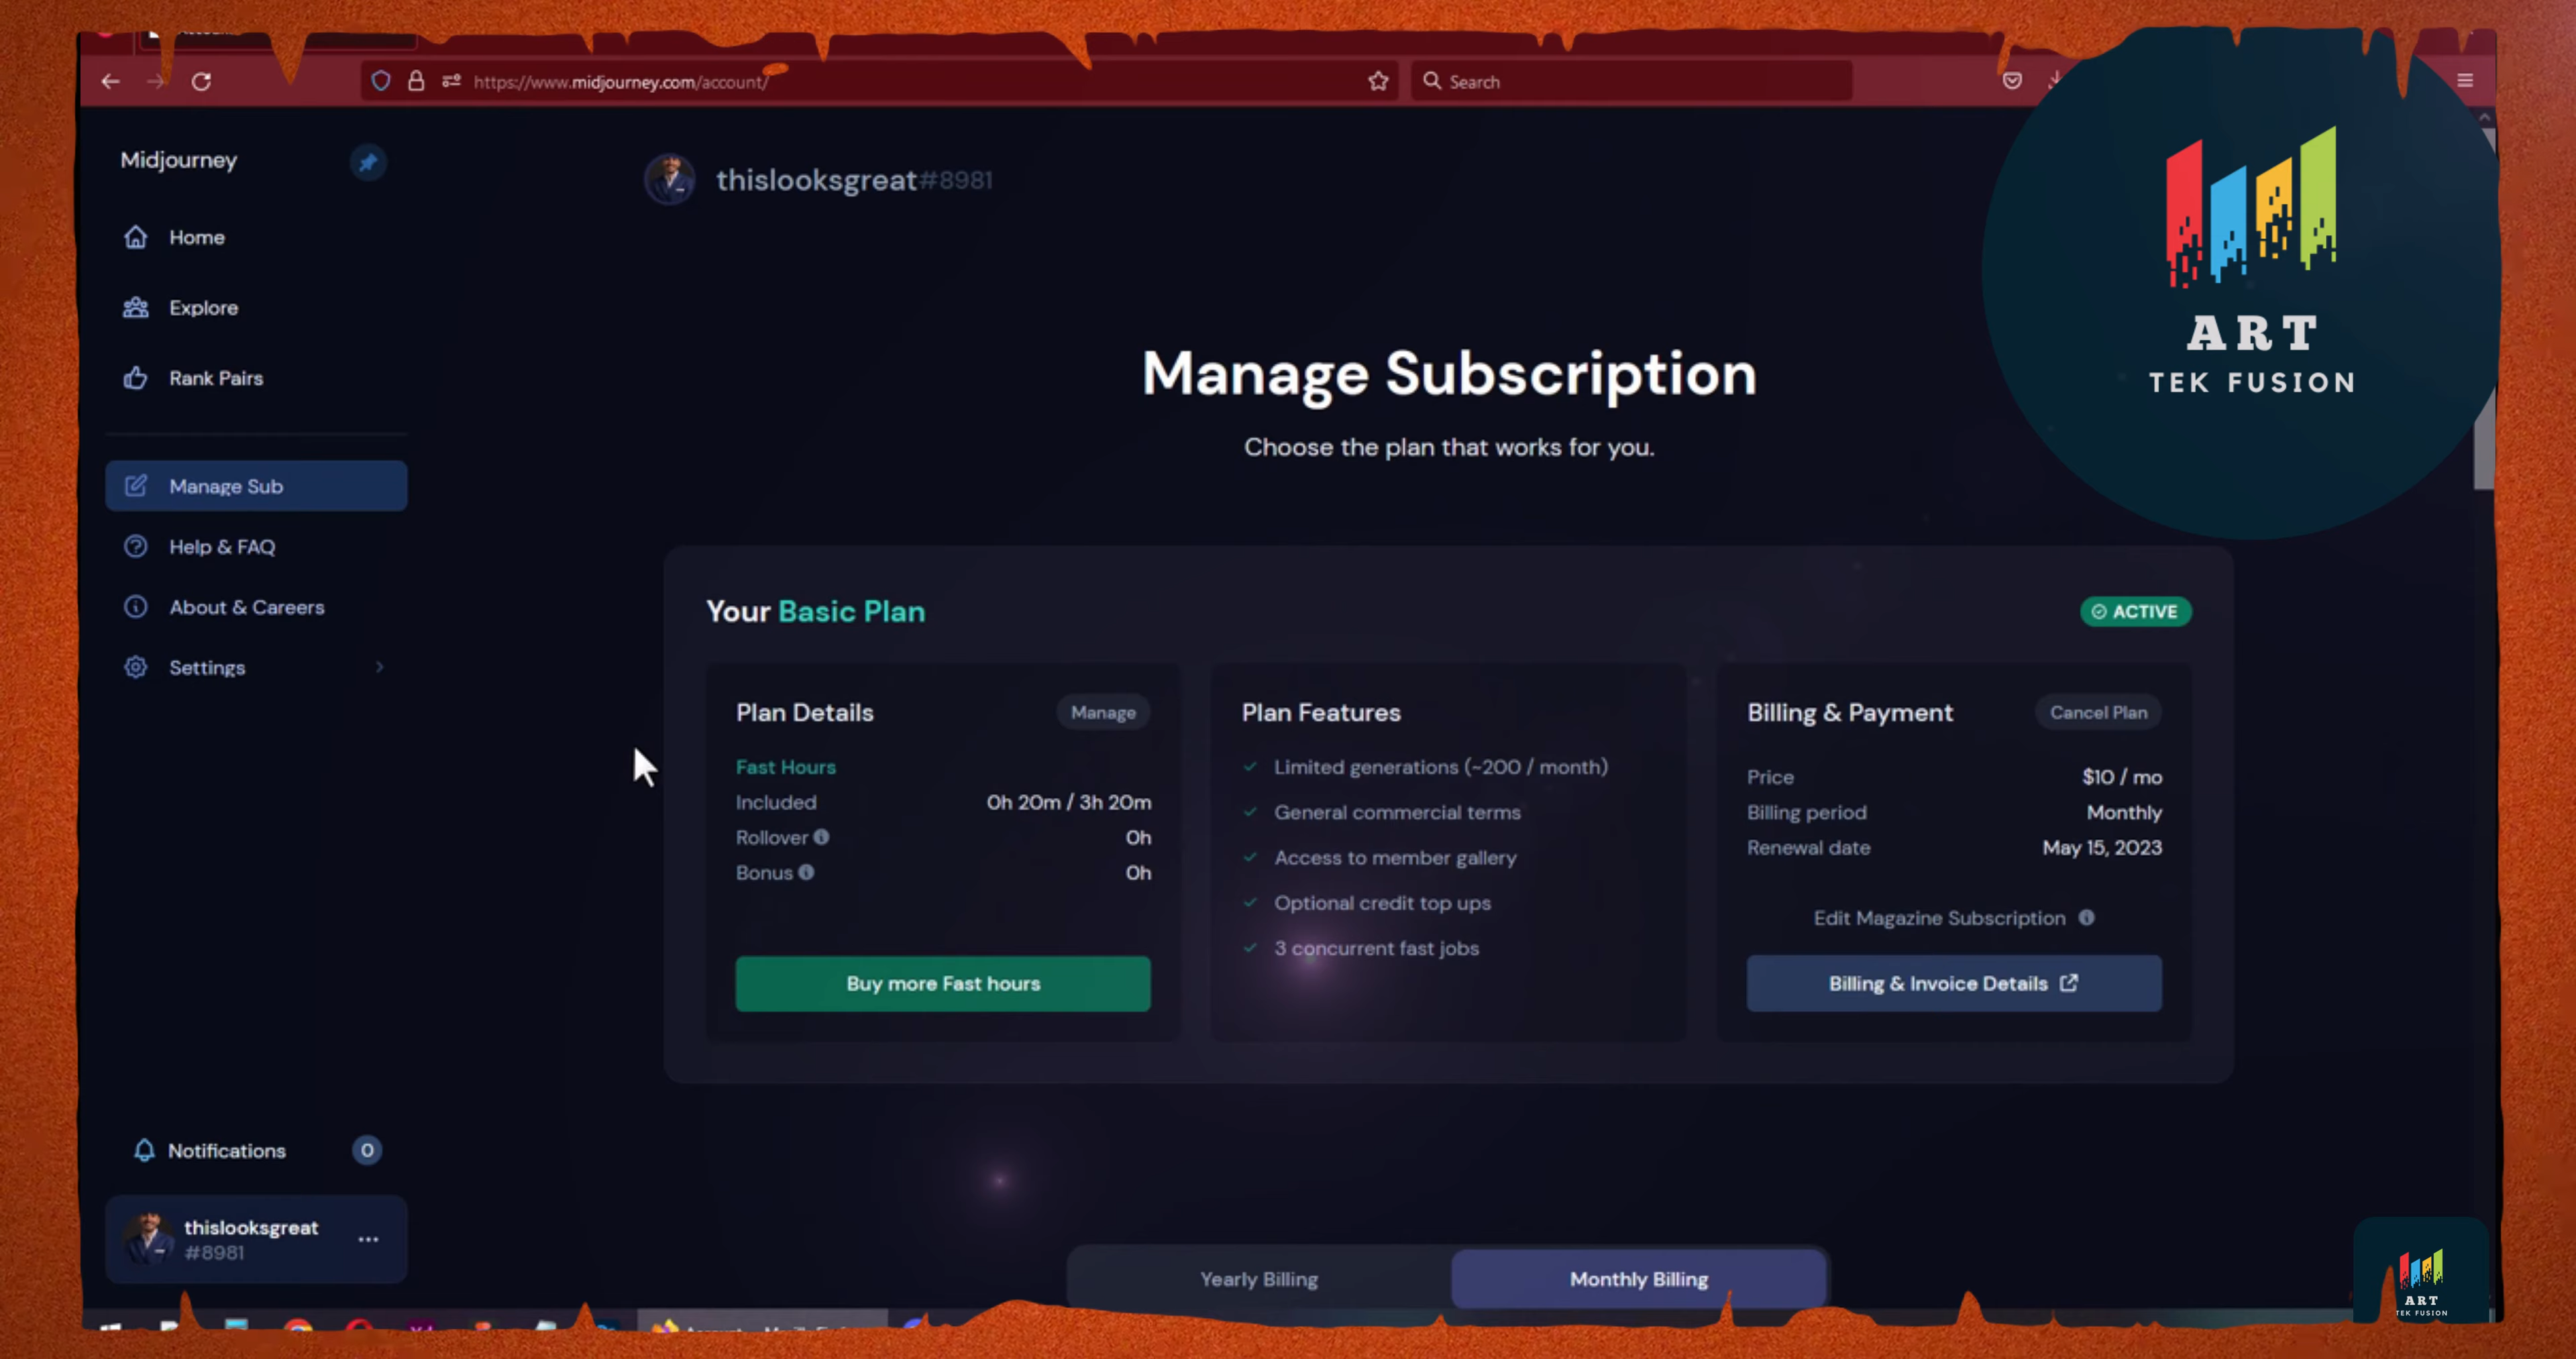 https://www.midjourney.com/account/
Search
Midjourney
Home
Explore
Rank Pairs
Manage Sub
Help & FAQ
About & Careers
Settings
Notifications 0
thislooksgreat
#8981
thislooksgreat#8981
Manage Subscription
Choose the plan that works for you.
Your Basic Plan
ACTIVE
Plan Details
Manage
Fast Hours
Included 0h 20m / 3h 20m
Rollover 0h
Bonus 0h
Buy more Fast hours
Plan Features
Limited generations (~200 / month)
General commercial terms
Access to member gallery
Optional credit top ups
3 concurrent fast jobs
Billing & Payment
Cancel Plan
Price $10 / mo
Billing period Monthly
Renewal date May 15, 2023
Edit Magazine Subscription
Billing & Invoice Details
Yearly Billing
Monthly Billing
ART
TEK FUSION
ART
TEK FUSION